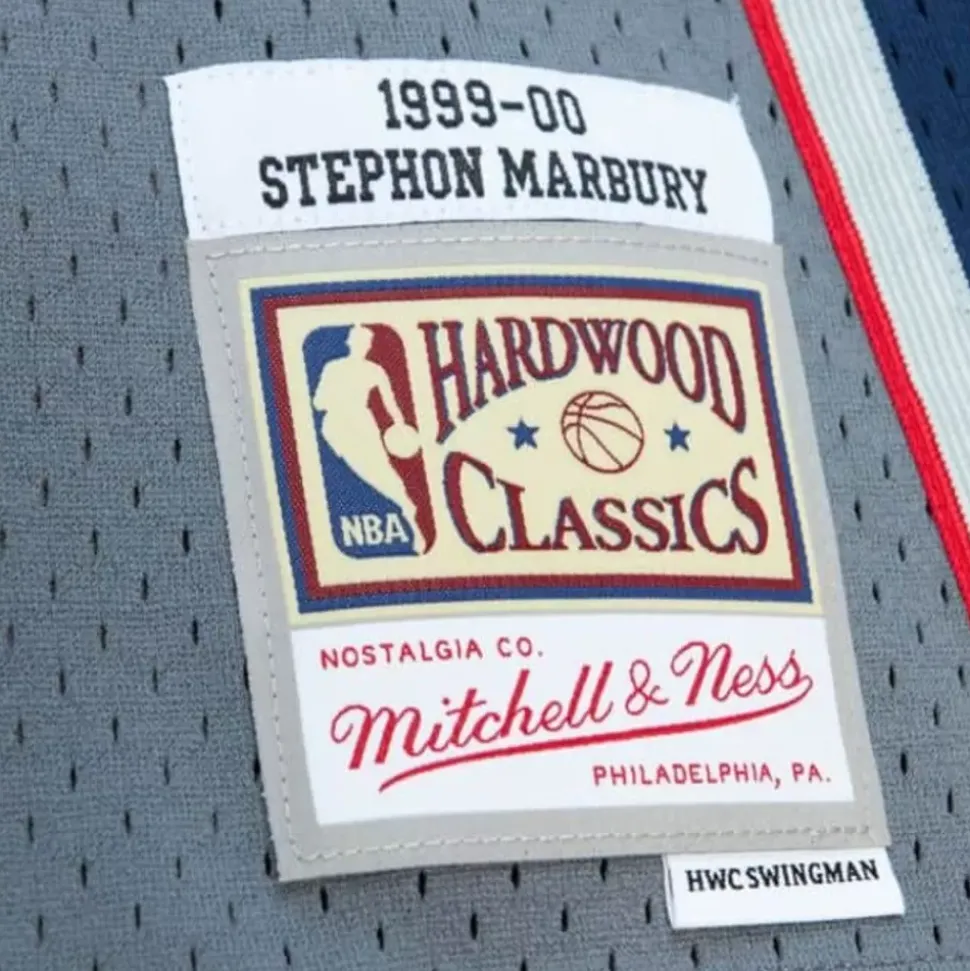 1999-00
STEPHON MARBURY
HARDWOOD
CLASSICS
NBA
NOSTALGIA CO.
Mitchell & Ness
PHILADELPHIA, PA.
HWC SWINGMAN